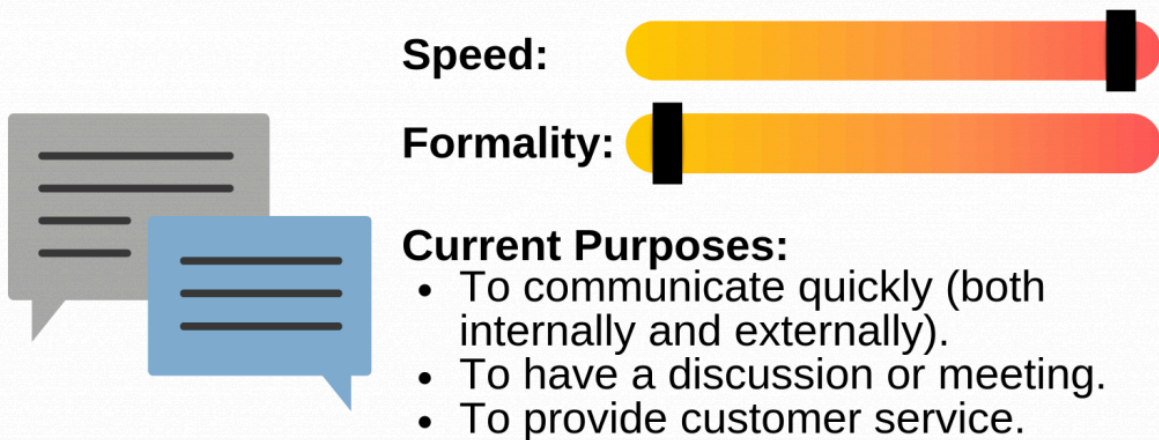 Speed:
Formality:
Current Purposes:
• To communicate quickly (both
internally and externally).
• To have a discussion or meeting.
• To provide customer service.